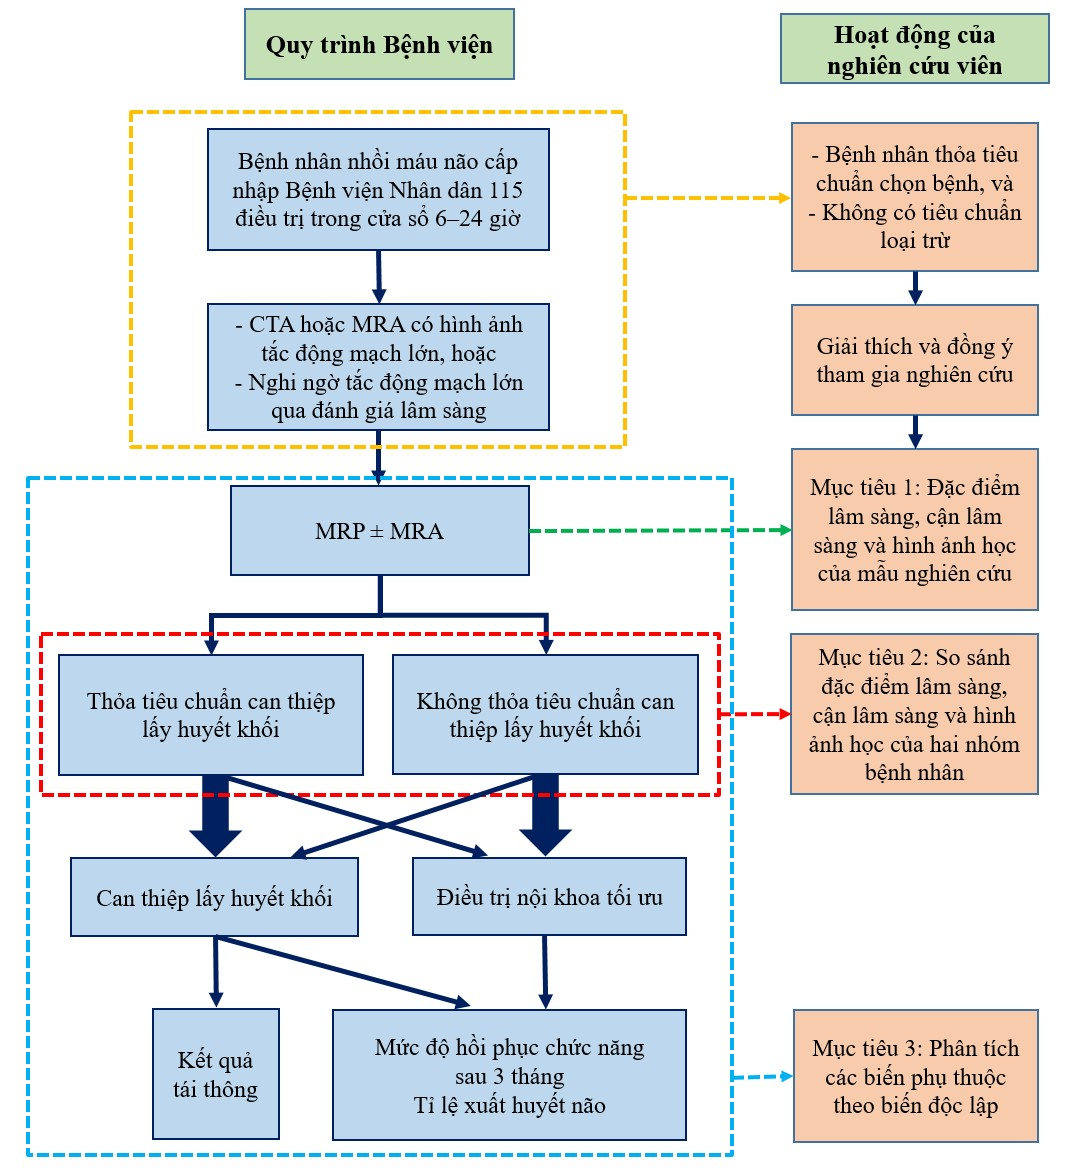 Quy trình Bệnh viện
Hoạt động của
nghiên cứu viên
Bệnh nhân nhồi máu não cấp
nhập Bệnh viện Nhân dân 115
điều trị trong cửa sổ 6–24 giờ
- Bệnh nhân thỏa tiêu
chuẩn chọn bệnh, và
- Không có tiêu chuẩn
loại trừ
- CTA hoặc MRA có hình ảnh
tắc động mạch lớn, hoặc
- Nghi ngờ tắc động mạch lớn
qua đánh giá lâm sàng
Giải thích và đồng ý
tham gia nghiên cứu
MRP ± MRA
Mục tiêu 1: Đặc điểm
lâm sàng, cận lâm
sàng và hình ảnh học
của mẫu nghiên cứu
Thỏa tiêu chuẩn can thiệp
lấy huyết khối
Không thỏa tiêu chuẩn can
thiệp lấy huyết khối
Mục tiêu 2: So sánh
đặc điểm lâm sàng,
cận lâm sàng và hình
ảnh học của hai nhóm
bệnh nhân
Can thiệp lấy huyết khối
Điều trị nội khoa tối ưu
Kết quả
tái thông
Mức độ hồi phục chức năng
sau 3 tháng
Tỉ lệ xuất huyết não
Mục tiêu 3: Phân tích
các biến phụ thuộc
theo biến độc lập